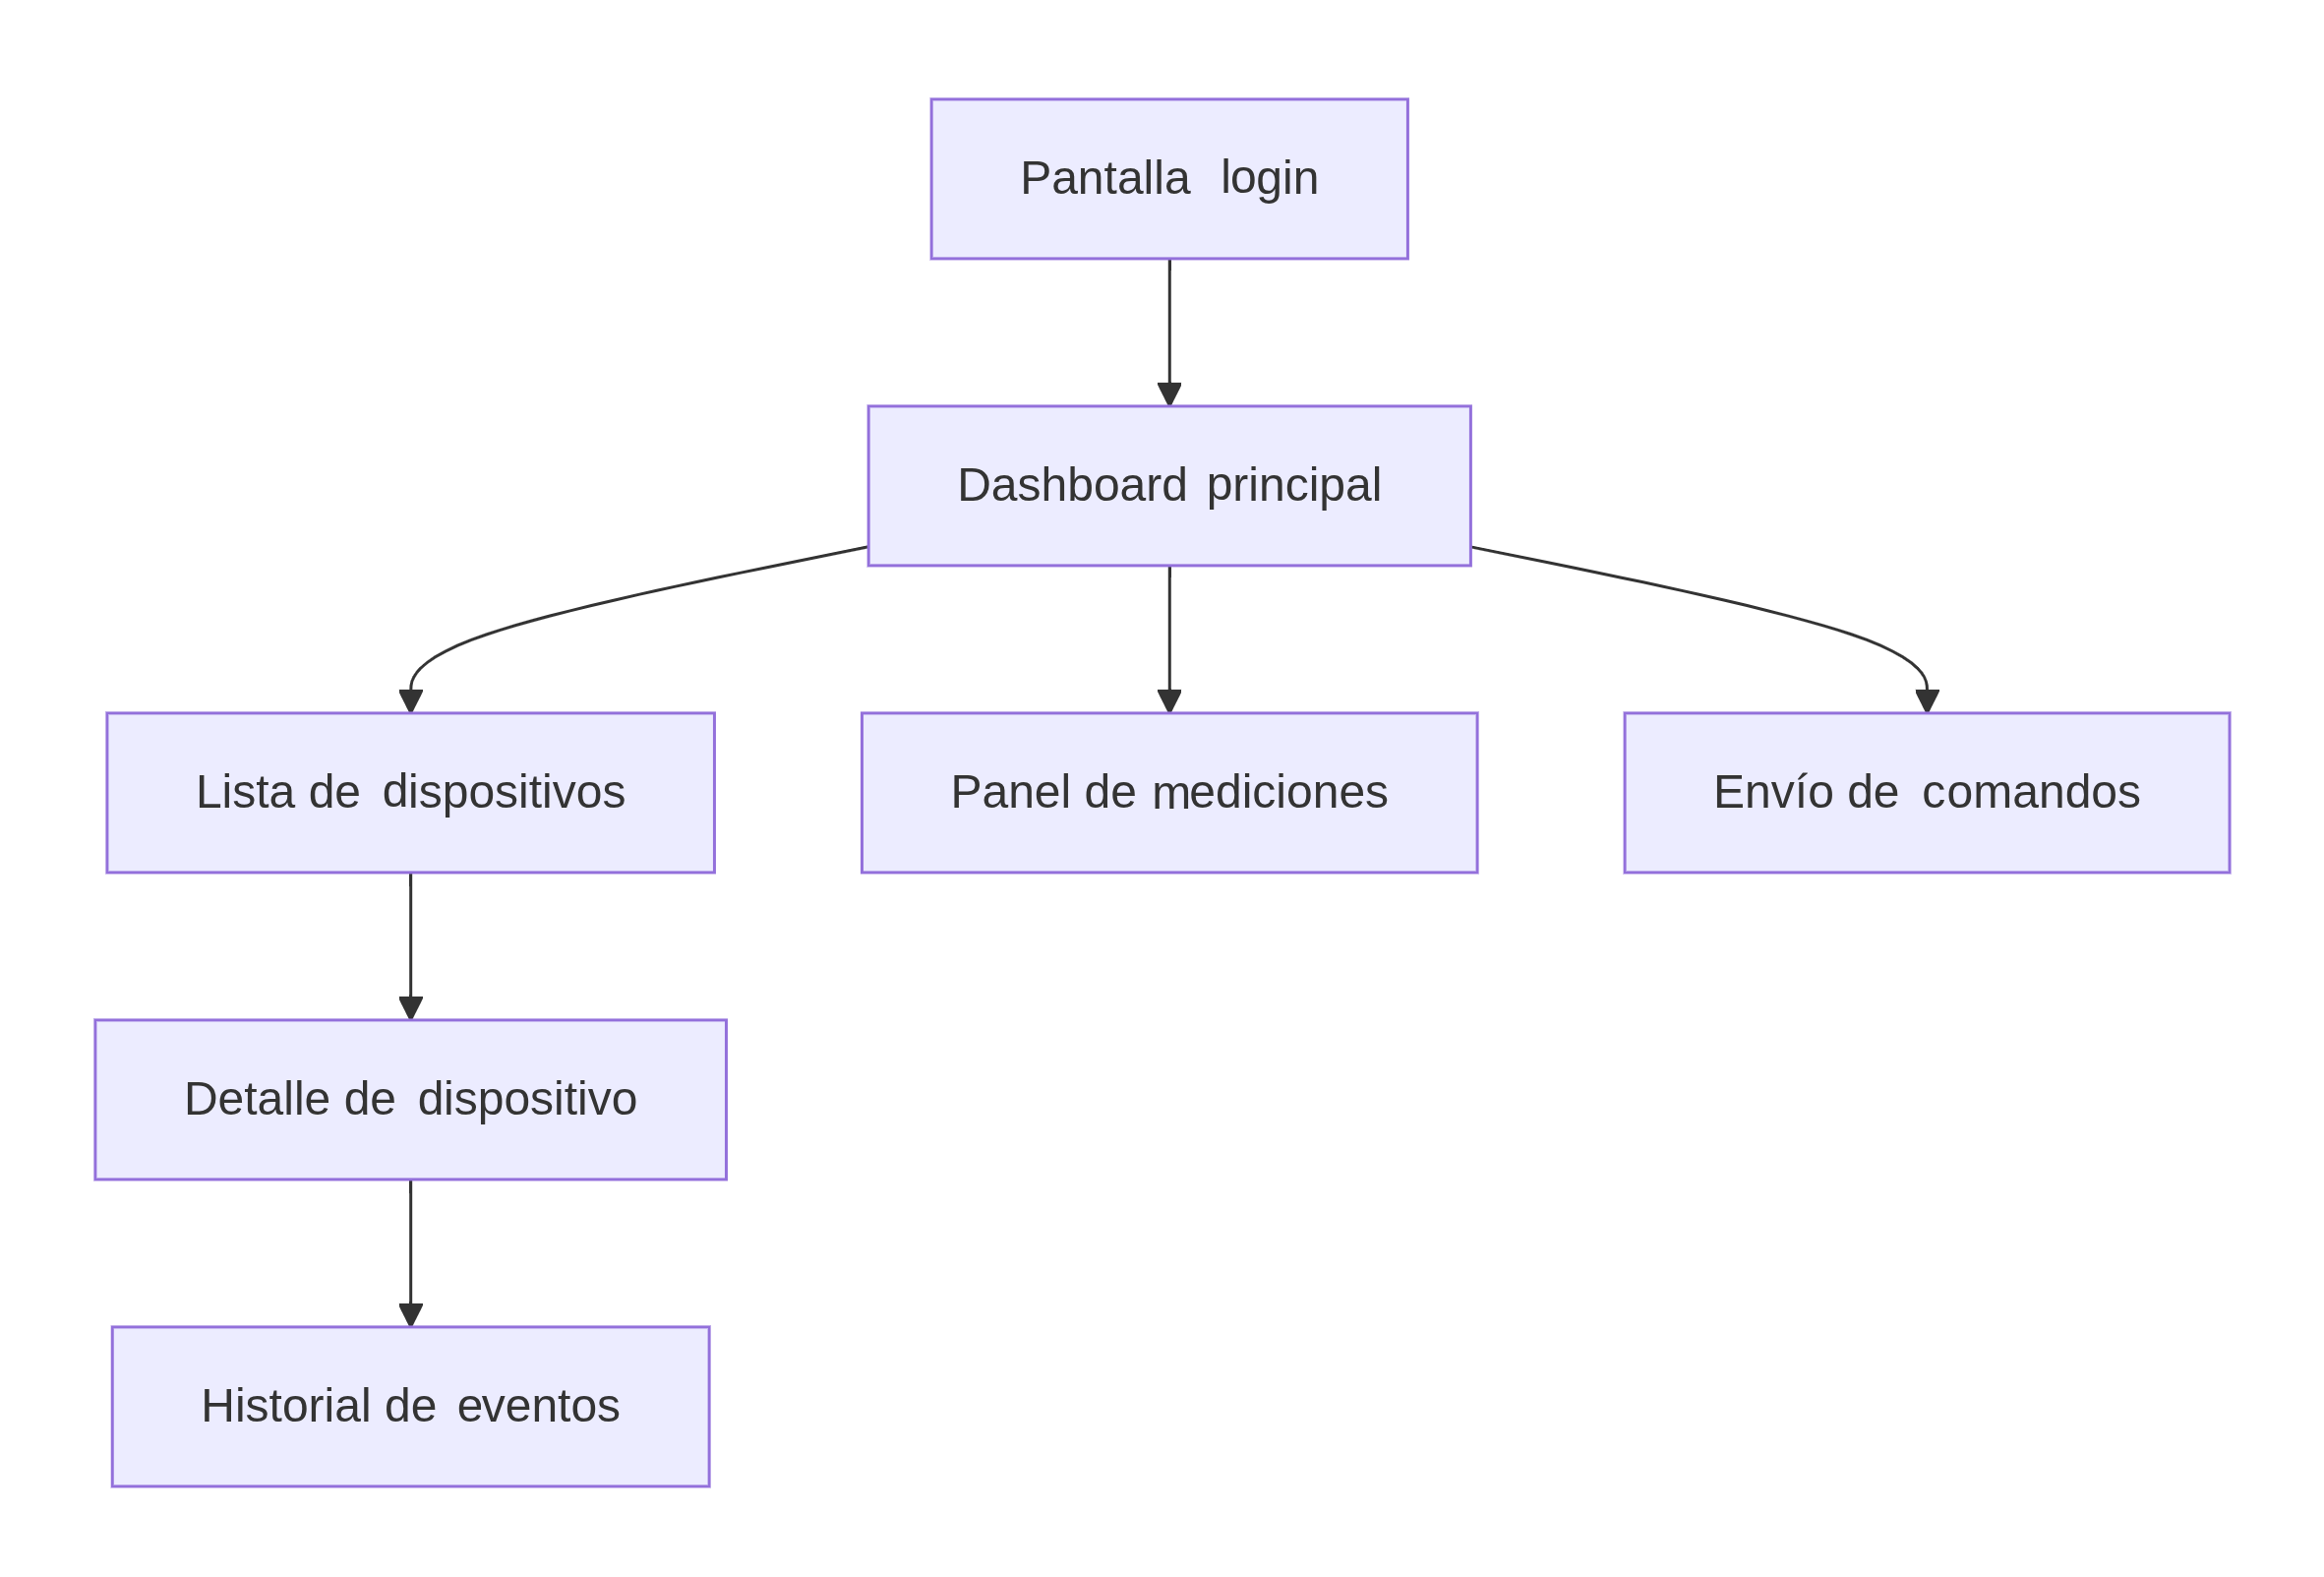 Pantalla login
Dashboard principal
Lista de dispositivos
Panel de mediciones
Envío de comandos
Detalle de dispositivo
Historial de eventos